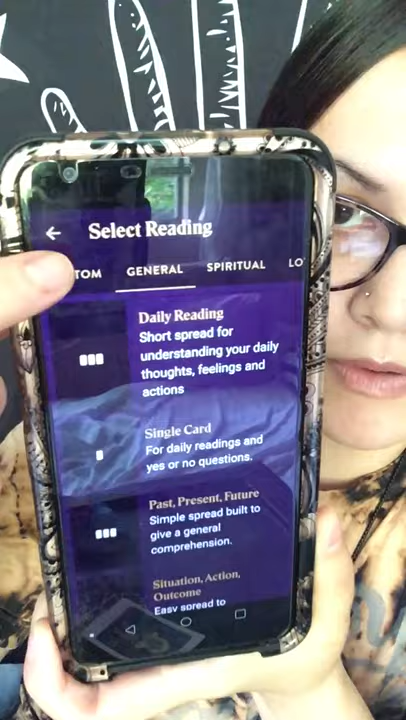 Select Reading
TOM GENERAL SPIRITUAL LO
Daily Reading
Short spread for
understanding your daily
thoughts, feelings and
actions
Single Card
For daily readings and
yes or no questions.
Past, Present, Future
Simple spread built to
give a general
comprehension.
Situation, Action,
Outcome
Easy spread to